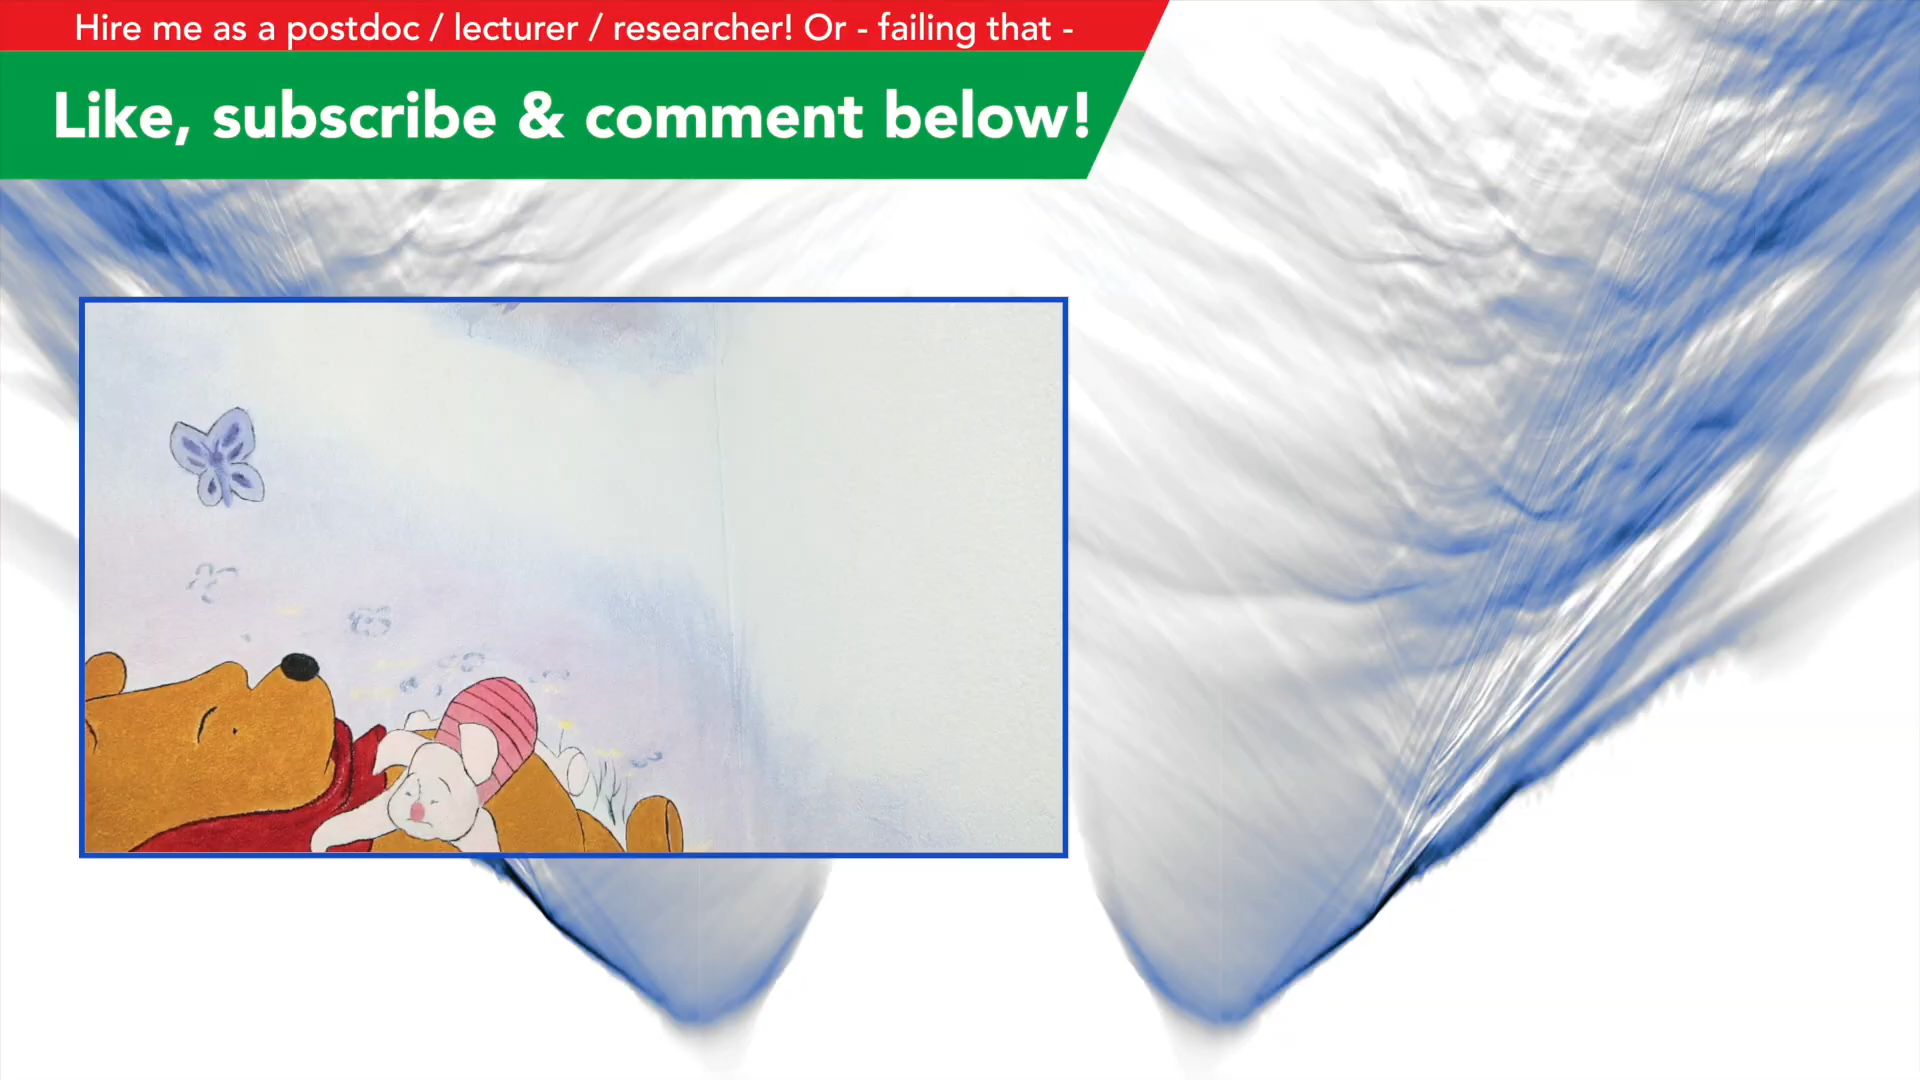 Hire me as a postdoc / lecturer / researcher! Or - failing that -
Like, subscribe & comment below!